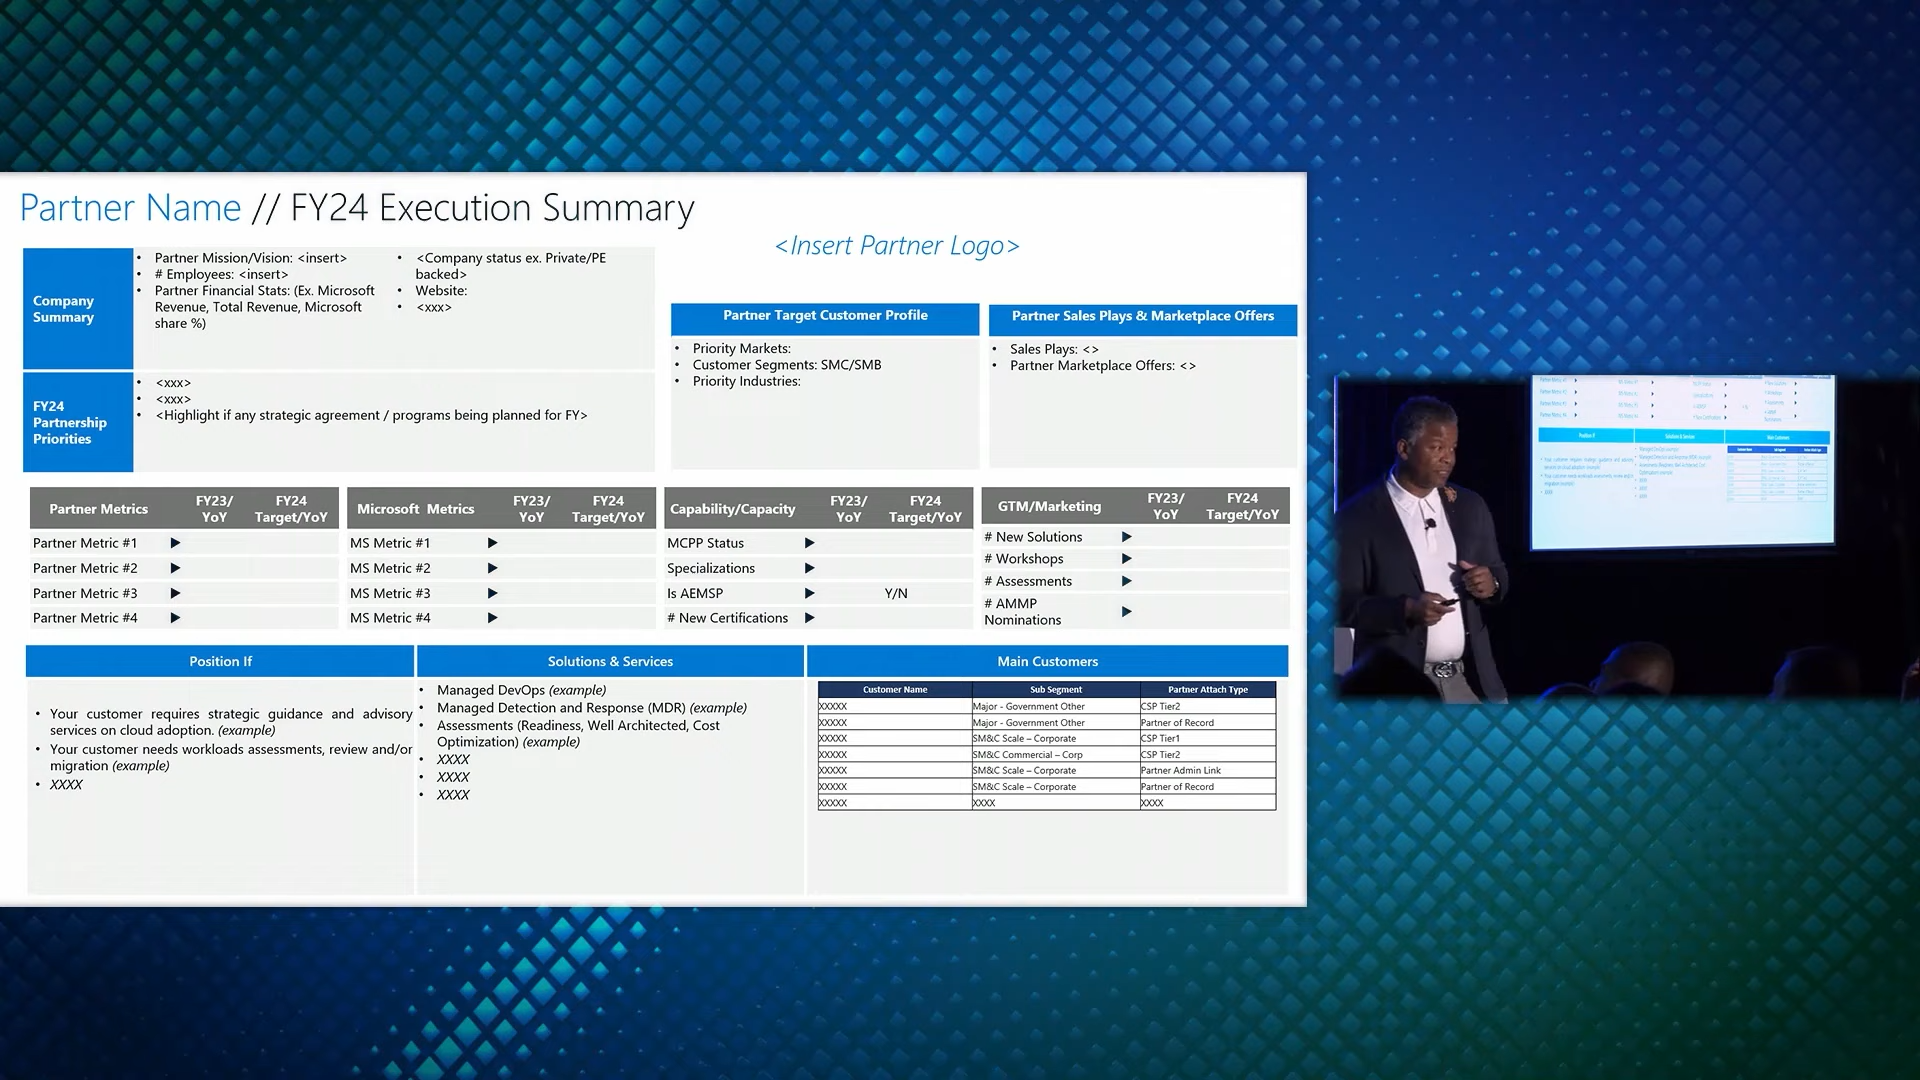 Partner Name // FY24 Execution Summary
<Insert Partner Logo>
Company
Summary
• Partner Mission/Vision: <insert>
• # Employees: <insert>
• Partner Financial Stats: (Ex. Microsoft
Revenue, Total Revenue, Microsoft
share %)
• <Company status ex. Private/PE
backed>
• Website:
• <xxx>
FY24
Partnership
Priorities
• <xxx>
• <xxx>
• <Highlight if any strategic agreement / programs being planned for FY>
Partner Target Customer Profile
• Priority Markets:
• Customer Segments: SMC/SMB
• Priority Industries:
Partner Sales Plays & Marketplace Offers
• Sales Plays: <>
• Partner Marketplace Offers: <>
Partner Metrics FY23/ YoY FY24 Target/YoY
Partner Metric #1
Partner Metric #2
Partner Metric #3
Partner Metric #4
Microsoft Metrics FY23/ YoY FY24 Target/YoY
MS Metric #1
MS Metric #2
MS Metric #3
MS Metric #4
Capability/Capacity FY23/ YoY FY24 Target/YoY
MCPP Status
Specializations
Is AEMSP Y/N
# New Certifications
GTM/Marketing FY23/ YoY FY24 Target/YoY
# New Solutions
# Workshops
# Assessments
# AMMP
Nominations
Position If
• Your customer requires strategic guidance and advisory
services on cloud adoption. (example)
• Your customer needs workloads assessments, review and/or
migration (example)
• XXXX
Solutions & Services
• Managed DevOps (example)
• Managed Detection and Response (MDR) (example)
• Assessments (Readiness, Well Architected, Cost
Optimization) (example)
• XXXX
• XXXX
• XXXX
Main Customers
Customer Name Sub Segment Partner Attach Type
XXXXX Major - Government Other CSP Tier2
XXXXX Major - Government Other Partner of Record
XXXXX SM&C Scale – Corporate CSP Tier1
XXXXX SM&C Commercial – Corp CSP Tier2
XXXXX SM&C Scale – Corporate Partner Admin Link
XXXXX SM&C Scale – Corporate Partner of Record
XXXXX XXXX XXXX
Position If
Solutions & Services
Main Customers